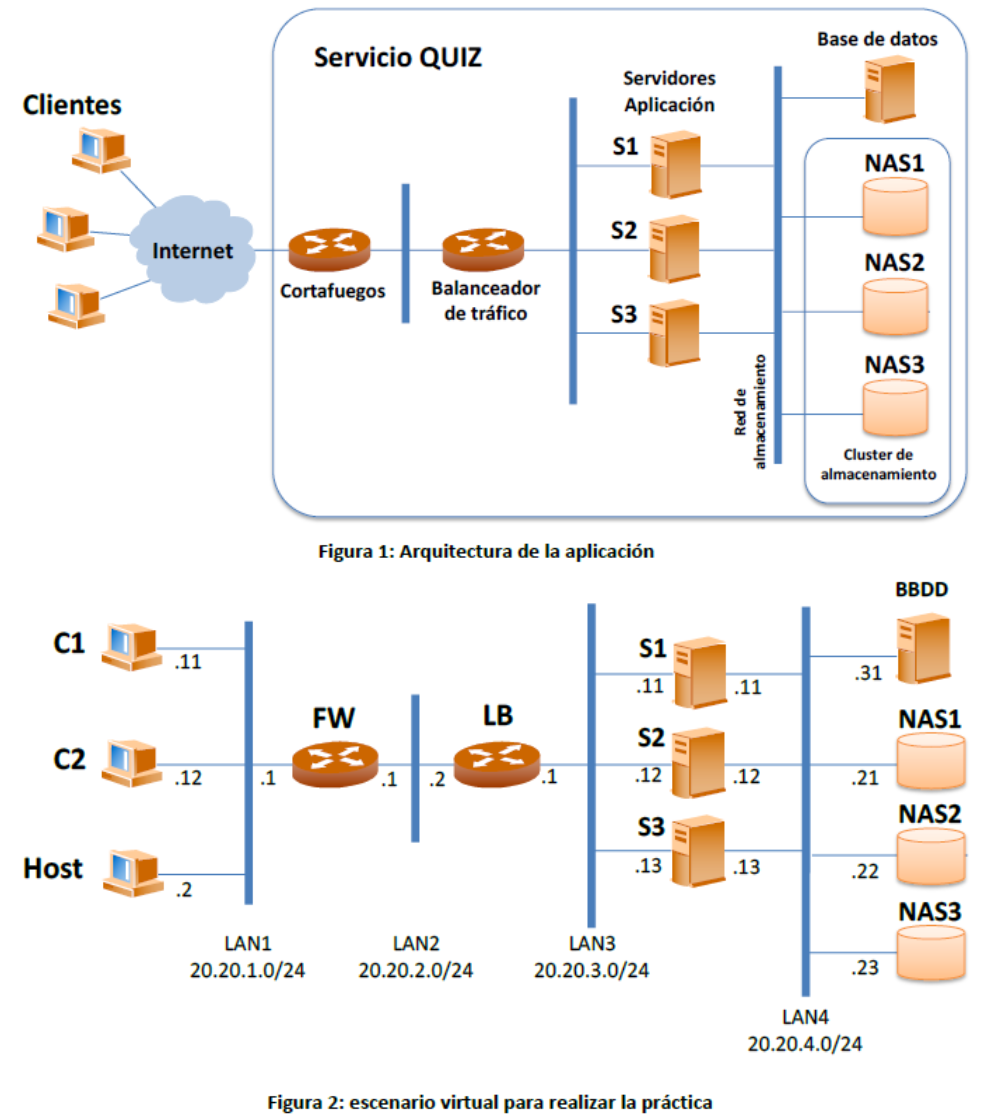 Servicio QUIZ
Base de datos
Clientes
Servidores
Aplicación
S1
NAS1
Internet
S2
NAS2
Cortafuegos
Balanceador
de tráfico
S3
NAS3
Red de
almacenamiento
Cluster de
almacenamiento
Figura 1: Arquitectura de la aplicación
BBDD
C1
S1
.11
.11
.11
.31
FW
LB
NAS1
C2
S2
.12
.1
.1
.2
.1
.12
.12
.21
S3
NAS2
Host
.13
.13
.22
.2
NAS3
LAN1
20.20.1.0/24
LAN2
20.20.2.0/24
LAN3
20.20.3.0/24
.23
LAN4
20.20.4.0/24
Figura 2: escenario virtual para realizar la práctica